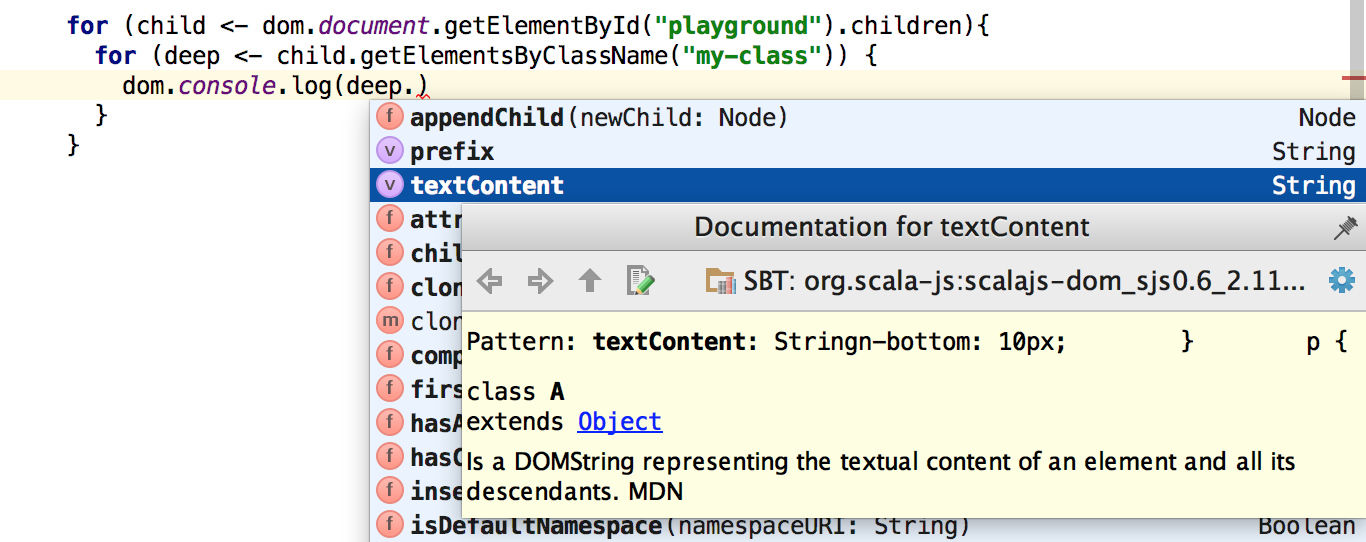 for (child <- dom.document.getElementById("playground").children){
for (deep <- child.getElementsByClassName("my-class")) {
dom.console.log(deep.)
}
}
f appendChild(newChild: Node) Node
v prefix String
v textContent String
f attr
f chil
f clon
m clon
f comp
f firs
f hasA
f hasC
f inse
f isDefaultNamespace(namespaceURI: String) Boolean
Documentation for textContent
SBT: org.scala-js:scalajs-dom_sjs0.6_2.11...
Pattern: textContent: Stringn-bottom: 10px; } p {
class A
extends Object
Is a DOMString representing the textual content of an element and all its
descendants. MDN